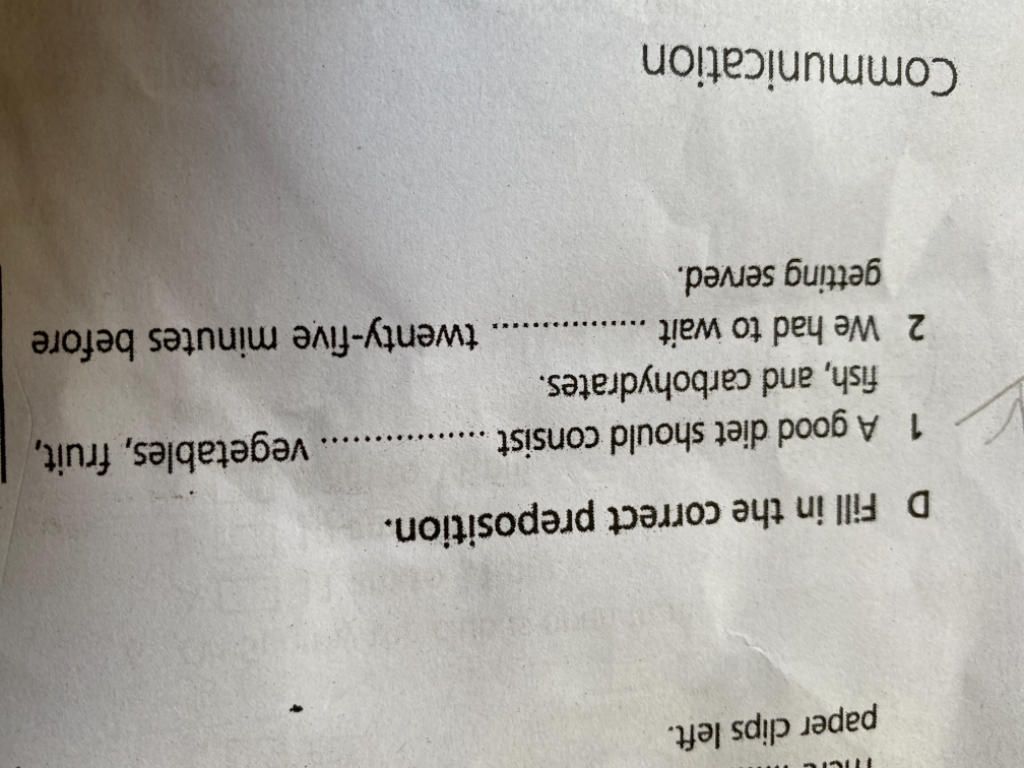 paper clips left.
D Fill in the correct preposition.
1 A good diet should consist ................. vegetables, fruit,
fish, and carbohydrates.
2 We had to wait ................. twenty-five minutes before
getting served.
Communication